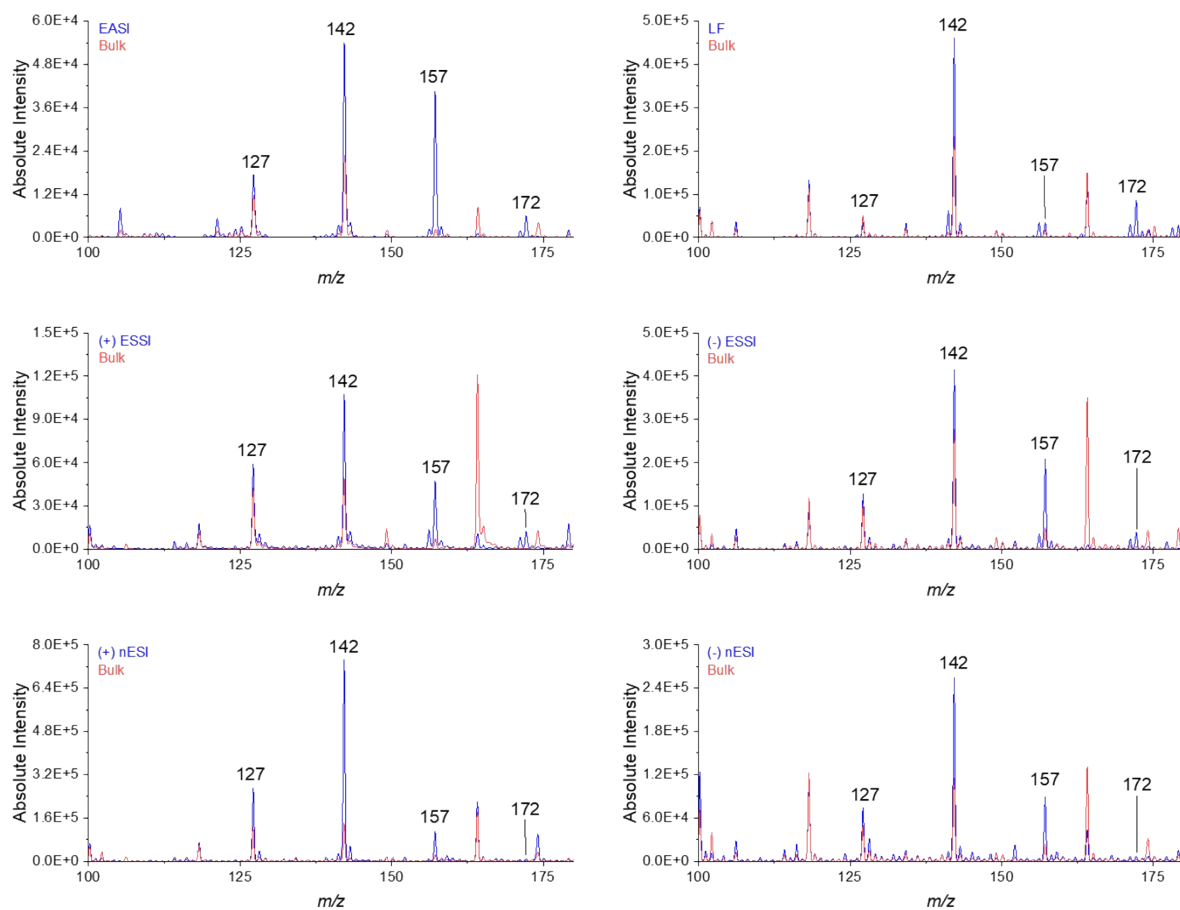 EASI
Bulk
6.0E+4
4.8E+4
3.6E+4
2.4E+4
1.2E+4
0.0E+0
Absolute Intensity
127
142
157
172
100
125
150
175
m/z
LF
Bulk
5.0E+5
4.0E+5
3.0E+5
2.0E+5
1.0E+5
0.0E+0
Absolute Intensity
127
142
157
172
100
125
150
175
m/z
(+) ESSI
Bulk
1.5E+5
1.2E+5
9.0E+4
6.0E+4
3.0E+4
0.0E+0
Absolute Intensity
127
142
157
172
100
125
150
175
m/z
(-) ESSI
Bulk
5.0E+5
4.0E+5
3.0E+5
2.0E+5
1.0E+5
0.0E+0
Absolute Intensity
127
142
157
172
100
125
150
175
m/z
(+) nESI
Bulk
8.0E+5
6.4E+5
4.8E+5
3.2E+5
1.6E+5
0.0E+0
Absolute Intensity
127
142
157
172
100
125
150
175
m/z
(-) nESI
Bulk
3.0E+5
2.4E+5
1.8E+5
1.2E+5
6.0E+4
0.0E+0
Absolute Intensity
127
142
157
172
100
125
150
175
m/z